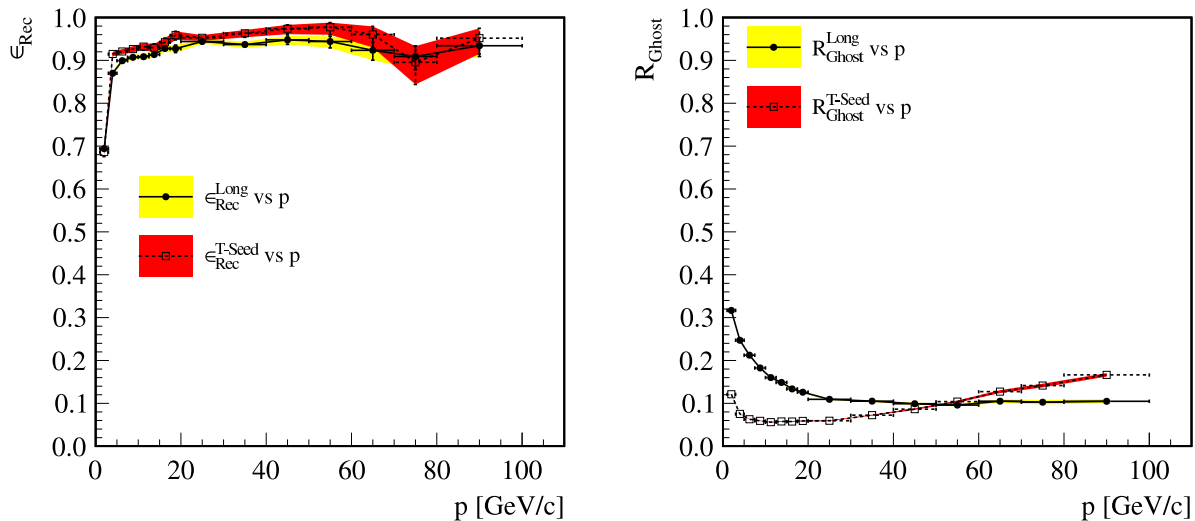 ϵRec
1.0
0.9
0.8
0.7
0.6
0.5
0.4
0.3
0.2
0.1
0.0
ϵ^Long_Rec vs p
ϵ^T-Seed_Rec vs p
0 20 40 60 80 100
p [GeV/c]
RGhost
1.0
0.9
0.8
0.7
0.6
0.5
0.4
0.3
0.2
0.1
0.0
R^Long_Ghost vs p
R^T-Seed_Ghost vs p
0 20 40 60 80 100
p [GeV/c]